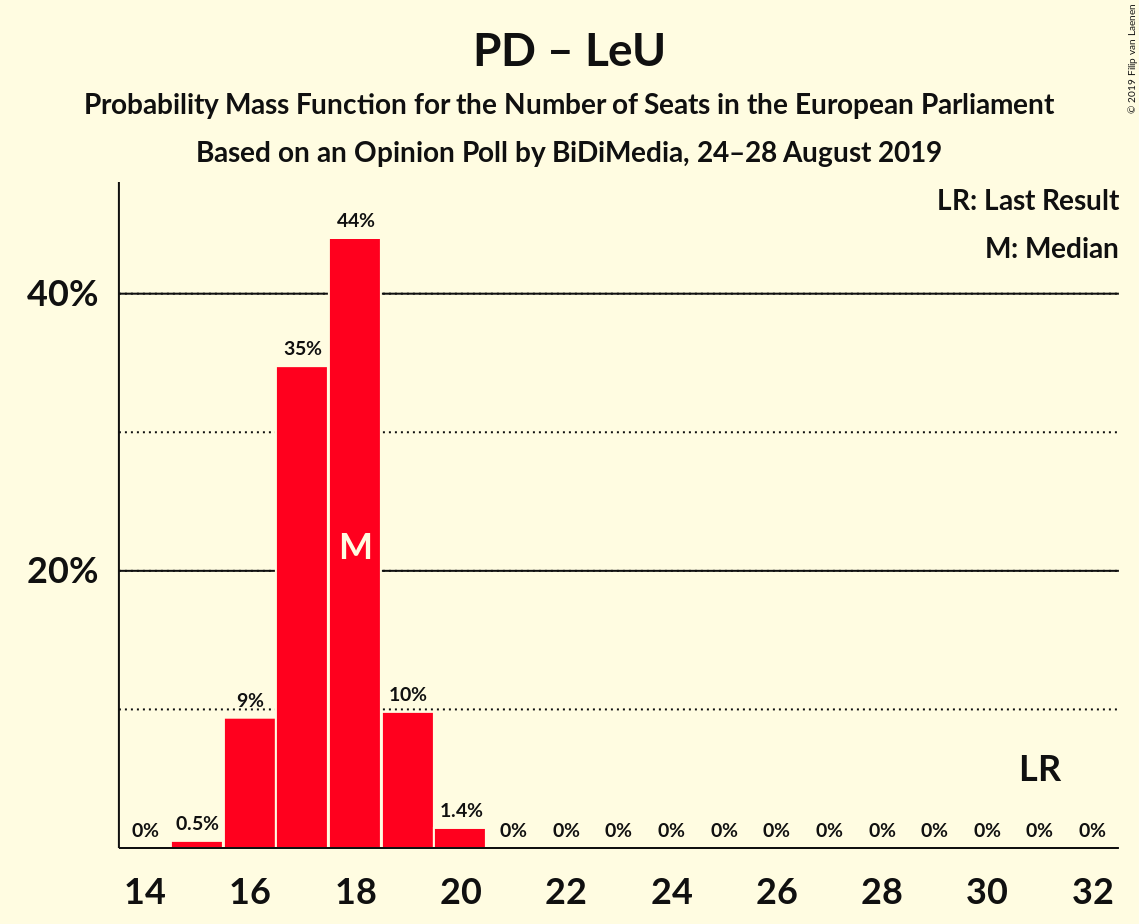 PD – LeU
Probability Mass Function for the Number of Seats in the European Parliament
Based on an Opinion Poll by BiDiMedia, 24–28 August 2019
© 2019 Filip van Laenen
LR: Last Result
M: Median
44%
40%
35%
M
20%
9%
10%
LR
0%
0.5%
1.4%
0% 0% 0% 0% 0% 0% 0% 0% 0% 0% 0% 0%
14 16 18 20 22 24 26 28 30 32